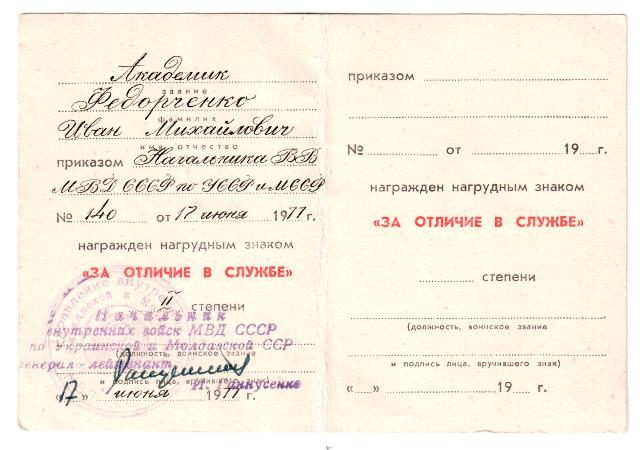 Академик
звание
Федорченко
фамилия
Иван Михайлович
имя, отчество
приказом Начальника ВВ
МВД СССР по УССР и МССР
№ 140 от 17 июня 1977 г.
награжден нагрудным знаком
«ЗА ОТЛИЧИЕ В СЛУЖБЕ»
II степени
Начальник
внутренних войск МВД СССР
по Украинской и Молдавской ССР
(должность, воинское звание
генерал-лейтенант
и подпись лица, вручившего знак)
«17» июня 1977 г.
приказом
№ от 19 г.
награжден нагрудным знаком
«ЗА ОТЛИЧИЕ В СЛУЖБЕ»
степени
(должность, воинское звание
и подпись лица, вручившего знак)
« » 19 г.